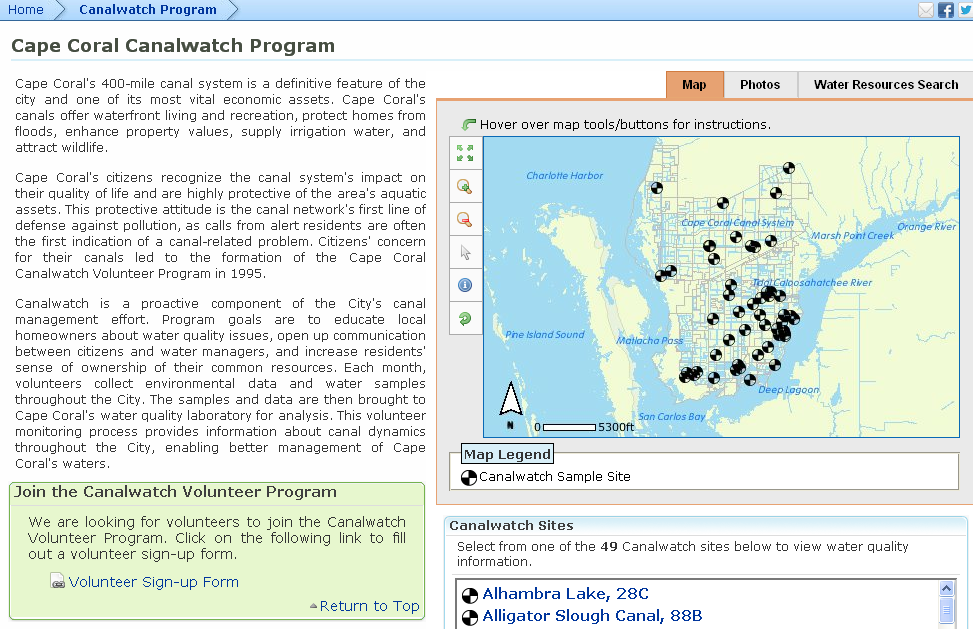 Home
Canalwatch Program
Cape Coral Canalwatch Program
Cape Coral's 400-mile canal system is a definitive feature of the
city and one of its most vital economic assets. Cape Coral's
canals offer waterfront living and recreation, protect homes from
floods, enhance property values, supply irrigation water, and
attract wildlife.
Cape Coral's citizens recognize the canal system's impact on
their quality of life and are highly protective of the area's aquatic
assets. This protective attitude is the canal network's first line of
defense against pollution, as calls from alert residents are often
the first indication of a canal-related problem. Citizens' concern
for their canals led to the formation of the Cape Coral
Canalwatch Volunteer Program in 1995.
Canalwatch is a proactive component of the City's canal
management effort. Program goals are to educate local
homeowners about water quality issues, open up communication
between citizens and water managers, and increase residents'
sense of ownership of their common resources. Each month,
volunteers collect environmental data and water samples
throughout the City. The samples and data are then brought to
Cape Coral's water quality laboratory for analysis. This volunteer
monitoring process provides information about canal dynamics
throughout the City, enabling better management of Cape
Coral's waters.
Join the Canalwatch Volunteer Program
We are looking for volunteers to join the Canalwatch
Volunteer Program. Click on the following link to fill
out a volunteer sign-up form.
Volunteer Sign-up Form
Return to Top
Map
Photos
Water Resources Search
Hover over map tools/buttons for instructions.
Charlotte Harbor
Cape Coral Canal System
Orange River
Marsh Point Creek
Tidal Caloosahatchee River
Pine Island Sound
Matlacha Pass
Deep Lagoon
San Carlos Bay
N
0 5300ft
Map Legend
Canalwatch Sample Site
Canalwatch Sites
Select from one of the 49 Canalwatch sites below to view water quality
information.
Alhambra Lake, 28C
Alligator Slough Canal, 88B